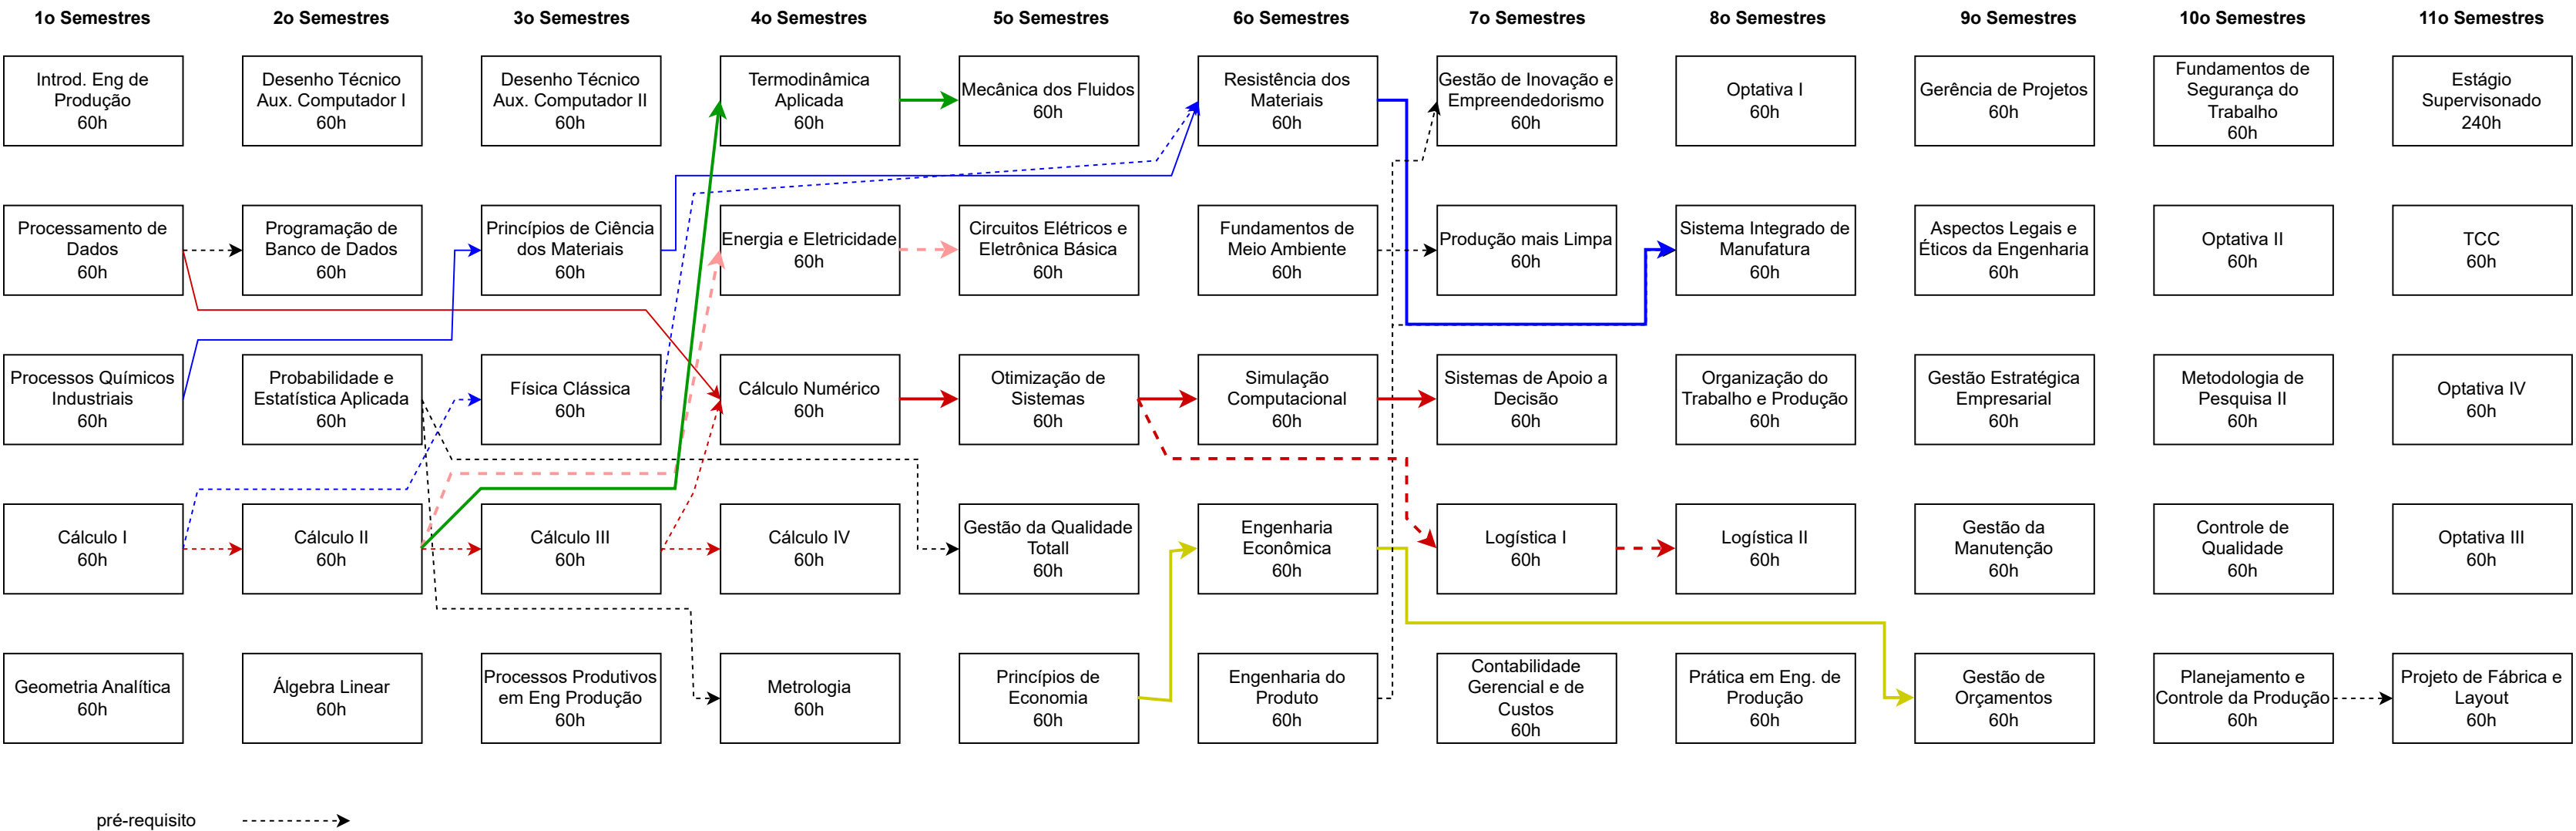 1o Semestres
2o Semestres
3o Semestres
4o Semestres
5o Semestres
6o Semestres
7o Semestres
8o Semestres
9o Semestres
10o Semestres
11o Semestres
Introd. Eng de
Produção
60h
Desenho Técnico
Aux. Computador I
60h
Desenho Técnico
Aux. Computador II
60h
Termodinâmica
Aplicada
60h
Mecânica dos Fluidos
60h
Resistência dos
Materiais
60h
Gestão de Inovação e
Empreendedorismo
60h
Optativa I
60h
Gerência de Projetos
60h
Fundamentos de
Segurança do
Trabalho
60h
Estágio
Supervisonado
240h
Processamento de
Dados
60h
Programação de
Banco de Dados
60h
Princípios de Ciência
dos Materiais
60h
Energia e Eletricidade
60h
Circuitos Elétricos e
Eletrônica Básica
60h
Fundamentos de
Meio Ambiente
60h
Produção mais Limpa
60h
Sistema Integrado de
Manufatura
60h
Aspectos Legais e
Éticos da Engenharia
60h
Optativa II
60h
TCC
60h
Processos Químicos
Industriais
60h
Probabilidade e
Estatística Aplicada
60h
Física Clássica
60h
Cálculo Numérico
60h
Otimização de
Sistemas
60h
Simulação
Computacional
60h
Sistemas de Apoio a
Decisão
60h
Organização do
Trabalho e Produção
60h
Gestão Estratégica
Empresarial
60h
Metodologia de
Pesquisa II
60h
Optativa IV
60h
Cálculo I
60h
Cálculo II
60h
Cálculo III
60h
Cálculo IV
60h
Gestão da Qualidade
Totall
60h
Engenharia
Econômica
60h
Logística I
60h
Logística II
60h
Gestão da
Manutenção
60h
Controle de
Qualidade
60h
Optativa III
60h
Geometria Analítica
60h
Álgebra Linear
60h
Processos Produtivos
em Eng Produção
60h
Metrologia
60h
Princípios de
Economia
60h
Engenharia do
Produto
60h
Contabilidade
Gerencial e de
Custos
60h
Prática em Eng. de
Produção
60h
Gestão de
Orçamentos
60h
Planejamento e
Controle da Produção
60h
Projeto de Fábrica e
Layout
60h
pré-requisito